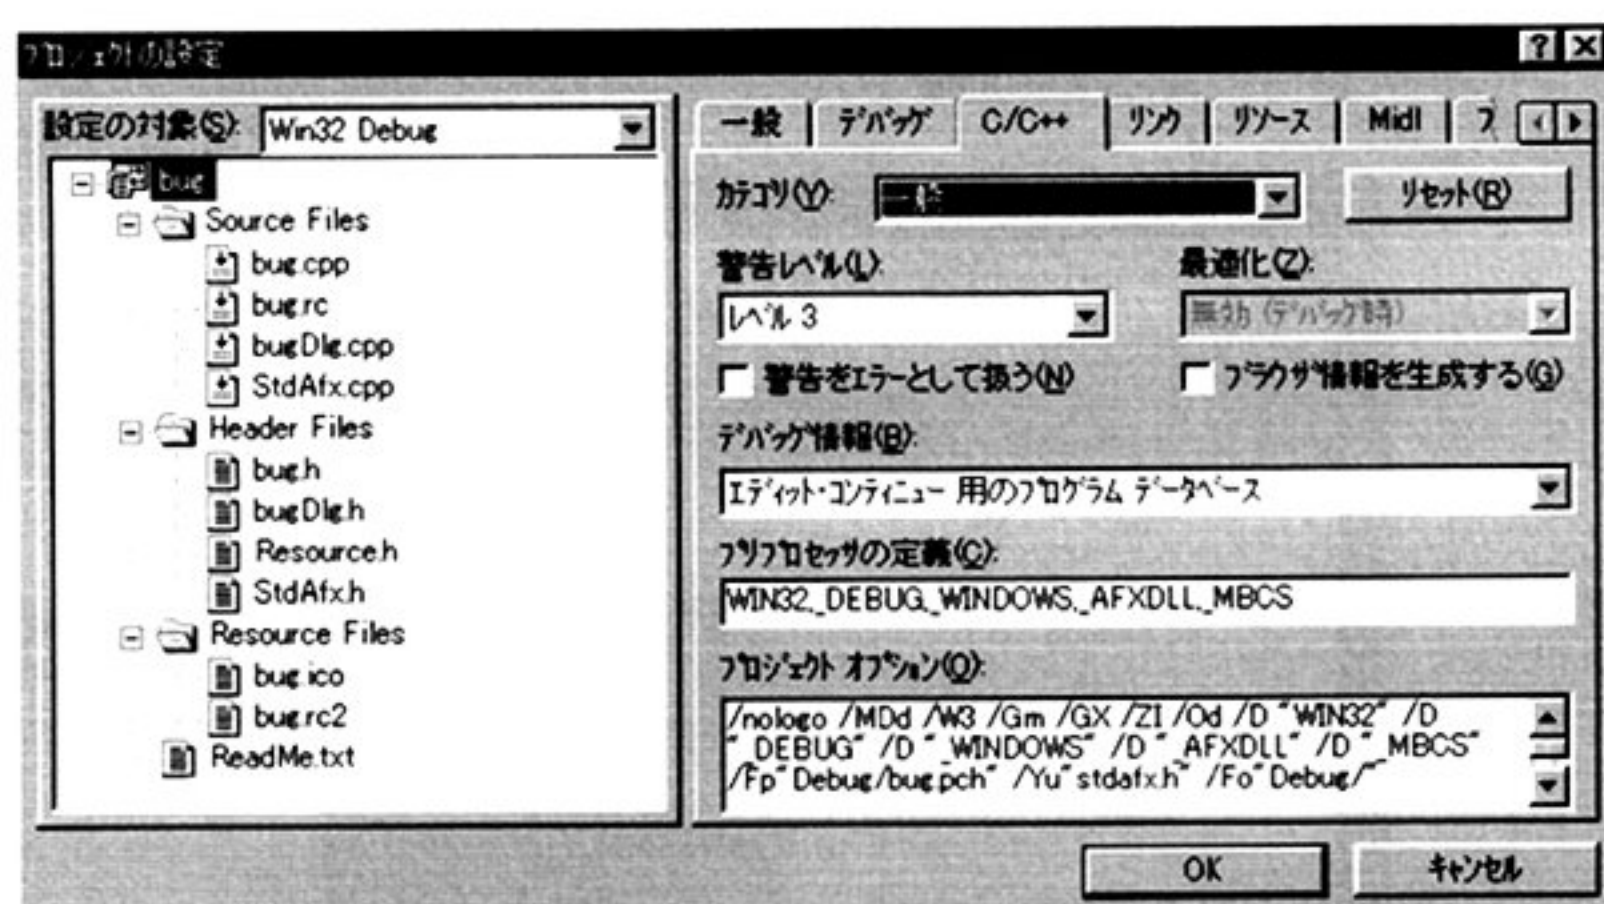 プロジェクトの設定
設定の対象(S): Win32 Debug
bug
Source Files
bug.cpp
bug.rc
bugDlg.cpp
StdAfx.cpp
Header Files
bug.h
bugDlg.h
Resource.h
StdAfx.h
Resource Files
bug.ico
bug.rc2
ReadMe.txt
一般 デバッグ C/C++ リンク リソース Midl
カテゴリ(Y): 一般 リセット(R)
警告レベル(L): 最適化(Z):
レベル 3 無効 (デバッグ時)
警告をエラーとして扱う(N) ブラウザ情報を生成する(G)
デバッグ情報(B):
エディット・コンティニュー 用のプログラム データベース
プリプロセッサの定義(C):
WIN32,_DEBUG,_WINDOWS,_AFXDLL,_MBCS
プロジェクト オプション(O):
/nologo /MDd /W3 /Gm /GX /ZI /Od /D "WIN32" /D
"_DEBUG" /D "_WINDOWS" /D "_AFXDLL" /D "_MBCS"
/Fp"Debug/bug.pch" /Yu"stdafx.h" /Fo"Debug/"
OK キャンセル